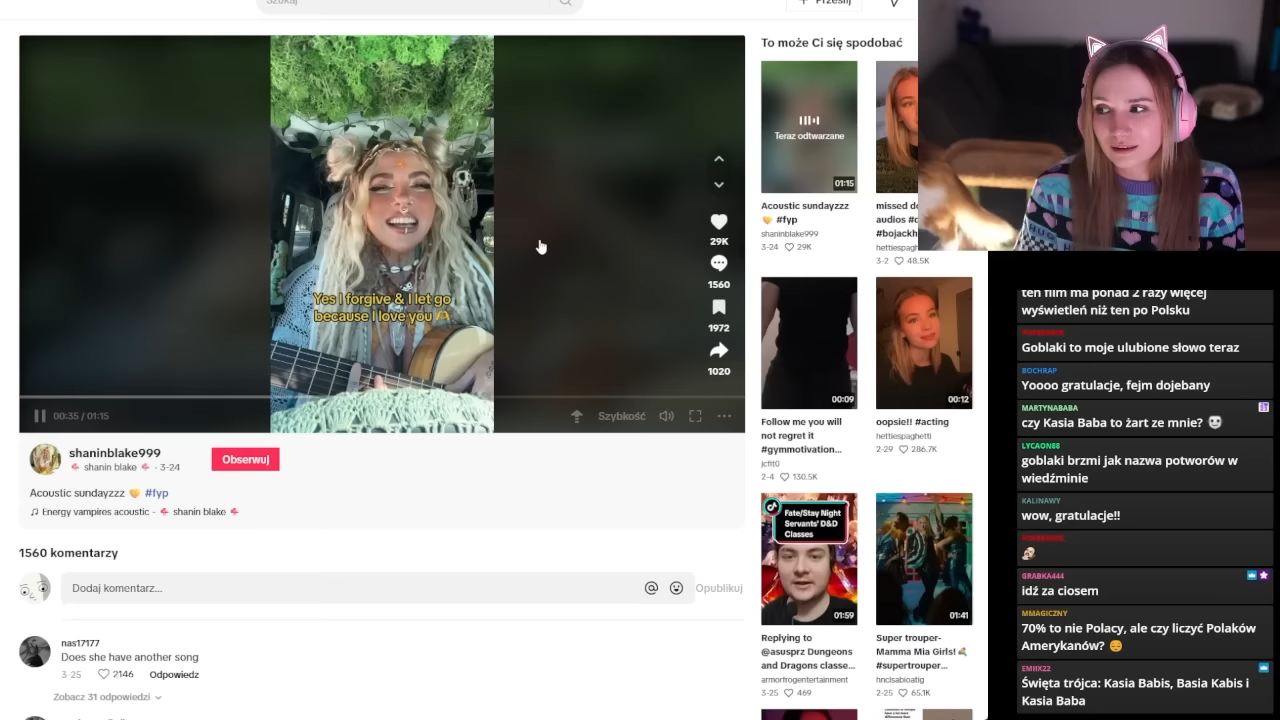 Szukaj
Prześlij
Yes I forgive & I let go
because I love you
29K
1560
1972
1020
00:35 / 01:15
Szybkość
shaninblake999
shanin blake · 3-24
Obserwuj
Acoustic sundayzzz #fyp
Energy vampires acoustic - shanin blake
1560 komentarzy
Dodaj komentarz...
Opublikuj
nas17177
Does she have another song
3-25 2146 Odpowiedz
Zobacz 31 odpowiedzi
To może Ci się spodobać
Teraz odtwarzane
01:15
Acoustic sundayzzz
#fyp
shaninblake999
3-24 29K
missed d
audios #
#bojackh
hettiespagh
3-2 48.5K
00:09
Follow me you will
not regret it
#gymmotivation...
jcfit0
2-4 130.5K
00:12
oopsie!! #acting
hettiespaghetti
2-29 286.7K
Fate/Stay Night
Servants' D&D
Classes
01:59
Replying to
@asusprz Dungeons
and Dragons classe...
armorfrogentertainment
3-25 469
01:41
Super trouper-
Mamma Mia Girls!
#supertrouper...
hnclsabioatig
2-25 65.1K
ten film ma ponad 2 razy więcej
wyświetleń niż ten po Polsku
Goblaki to moje ulubione słowo teraz
BOCHRAP
Yoooo gratulacje, fejm dojebany
MARTYNABABA
czy Kasia Baba to żart ze mnie?
LYCAON88
goblaki brzmi jak nazwa potworów w
wiedźminie
KALINAWY
wow, gratulacje!!
GRABKA444
idź za ciosem
MMAGICZNY
70% to nie Polacy, ale czy liczyć Polaków
Amerykanów?
EMHX22
Święta trójca: Kasia Babis, Basia Kabis i
Kasia Baba